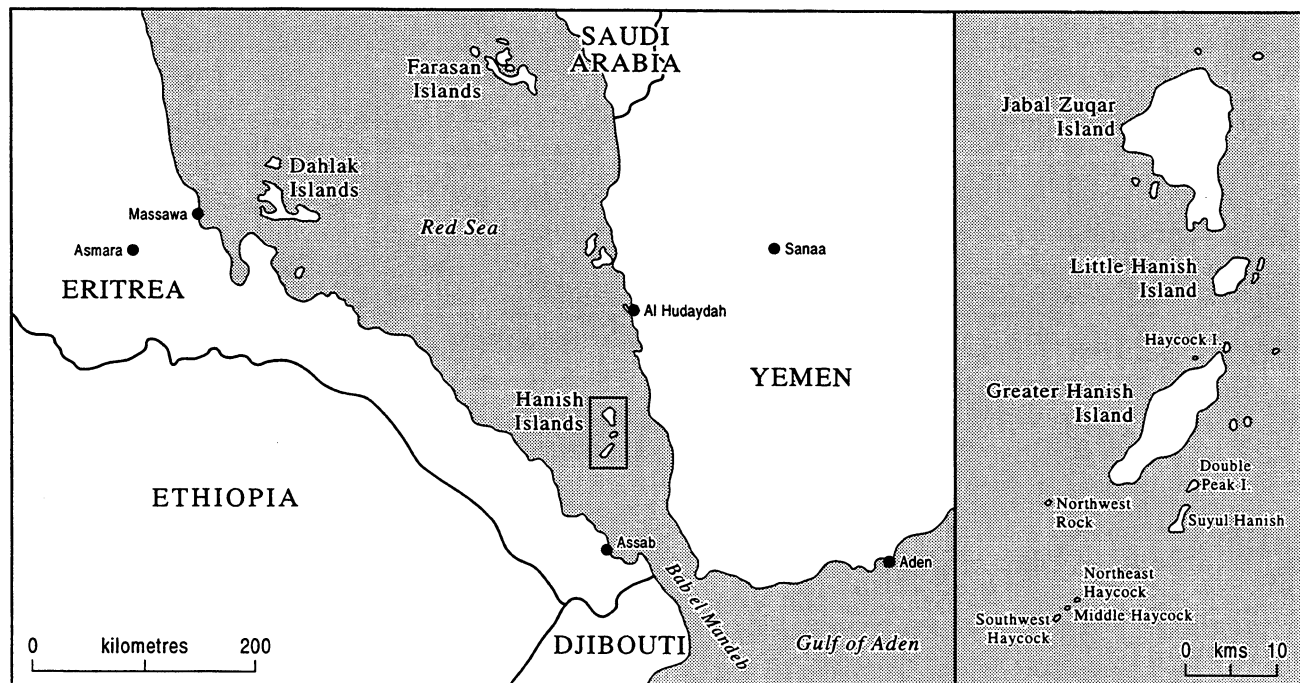 SAUDI
ARABIA
Farasan
Islands
Dahlak
Islands
Massawa
Red Sea
Asmara
Sanaa
ERITREA
Al Hudaydah
YEMEN
Hanish
Islands
ETHIOPIA
Assab
Aden
Bab el Mandeb
DJIBOUTI
Gulf of Aden
0 kilometres 200
Jabal Zuqar
Island
Little Hanish
Island
Haycock I.
Greater Hanish
Island
Double
Peak I.
Northwest
Rock
Suyul Hanish
Northeast
Haycock
Middle Haycock
Southwest
Haycock
0 kms 10